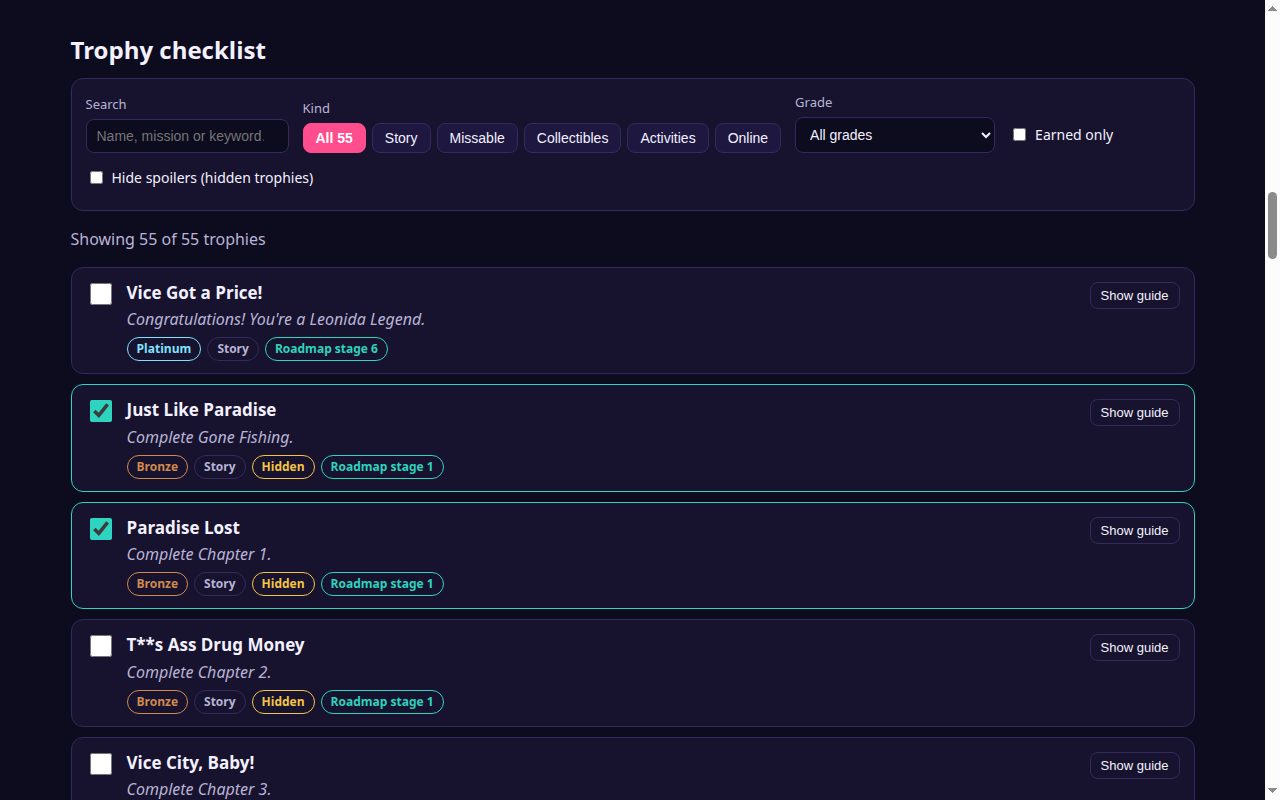 Trophy checklist
Search
Kind
Grade
Name, mission or keyword.
All 55
Story
Missable
Collectibles
Activities
Online
All grades
Earned only
Hide spoilers (hidden trophies)
Showing 55 of 55 trophies
Vice Got a Price!
Show guide
Congratulations! You're a Leonida Legend.
Platinum
Story
Roadmap stage 6
Just Like Paradise
Show guide
Complete Gone Fishing.
Bronze
Story
Hidden
Roadmap stage 1
Paradise Lost
Show guide
Complete Chapter 1.
Bronze
Story
Hidden
Roadmap stage 1
T**s Ass Drug Money
Show guide
Complete Chapter 2.
Bronze
Story
Hidden
Roadmap stage 1
Vice City, Baby!
Show guide
Complete Chapter 3.